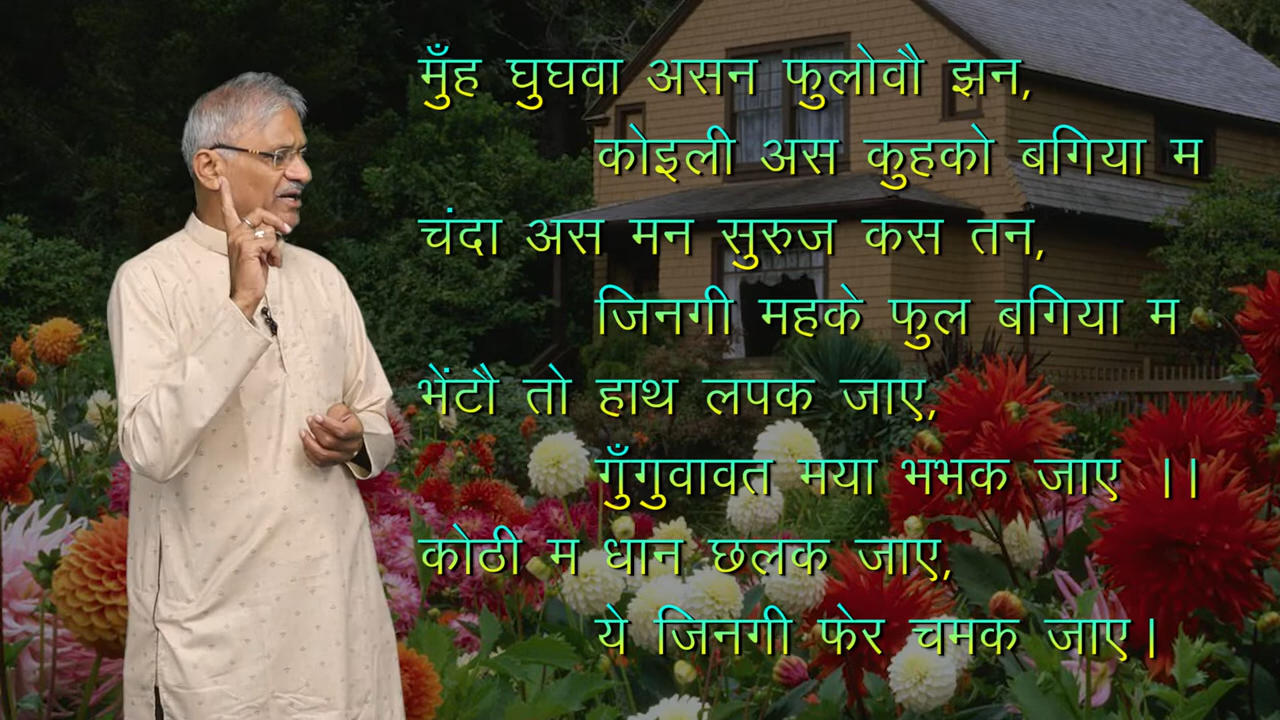 मुँह घुघवा असन फुलोवौ झन,
कोइली अस कुहको बगिया म
चंदा अस मन सुरुज कस तन,
जिनगी महके फुल बगिया म
भेंटौ तो हाथ लपक जाए,
गुँगुवावत मया भभक जाए ।।
कोठी म धान छलक जाए,
ये जिनगी फेर चमक जाए।